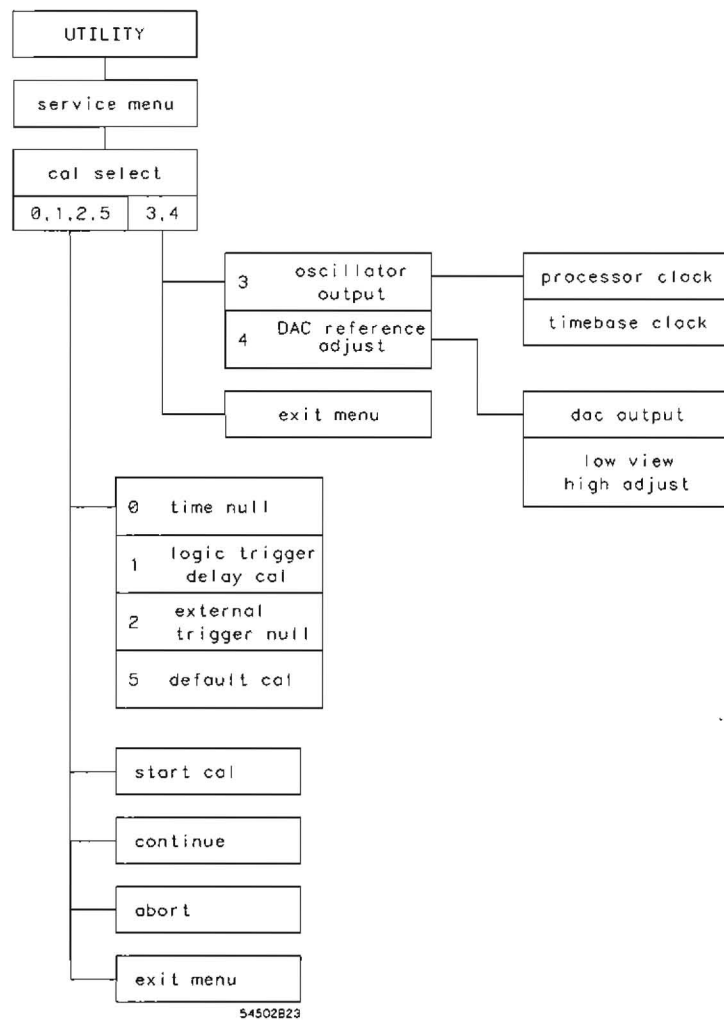 UTILITY
service menu
cal select
0,1,2,5 3,4
3 oscillator
output
processor clock
timebase clock
4 DAC reference
adjust
exit menu
dac output
low view
high adjust
0 time null
1 logic trigger
delay cal
2 external
trigger null
5 default cal
start cal
continue
abort
exit menu
54502B23